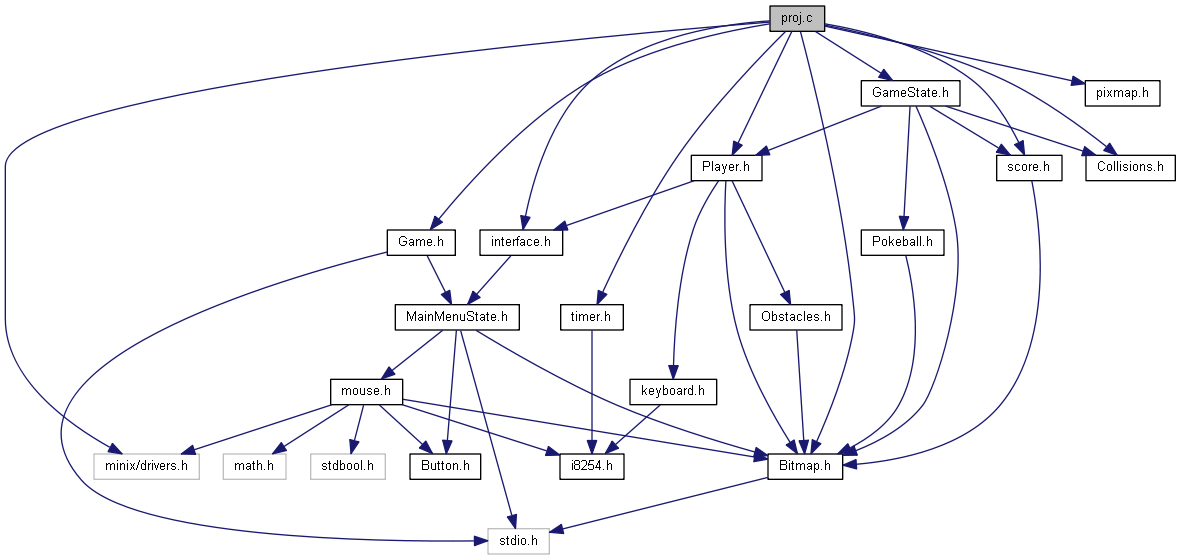 proj.c
GameState.h
pixmap.h
Player.h
score.h
Collisions.h
Game.h
interface.h
Pokeball.h
MainMenuState.h
timer.h
Obstacles.h
mouse.h
keyboard.h
minix/drivers.h
math.h
stdbool.h
Button.h
i8254.h
Bitmap.h
stdio.h